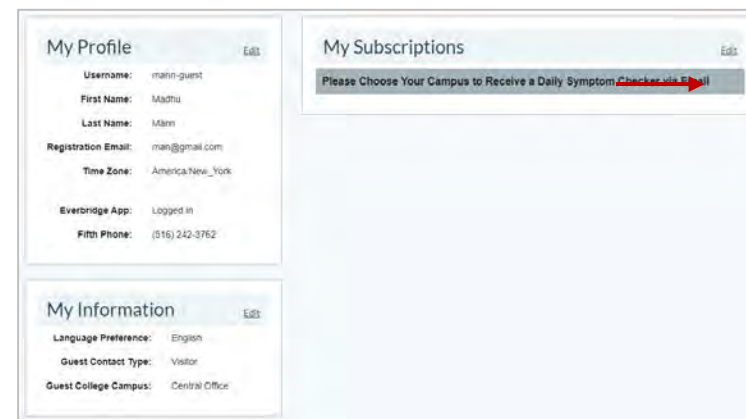 My Profile Edit
Username: mann-guest
First Name: Madhu
Last Name: Mann
Registration Email: man@gmail.com
Time Zone: America/New_York
Everbridge App: Logged in
Fifth Phone: (516) 242-3762
My Information Edit
Language Preference: English
Guest Contact Type: Visitor
Guest College Campus: Central Office
My Subscriptions Edit
Please Choose Your Campus to Receive a Daily Symptom Checker via Email